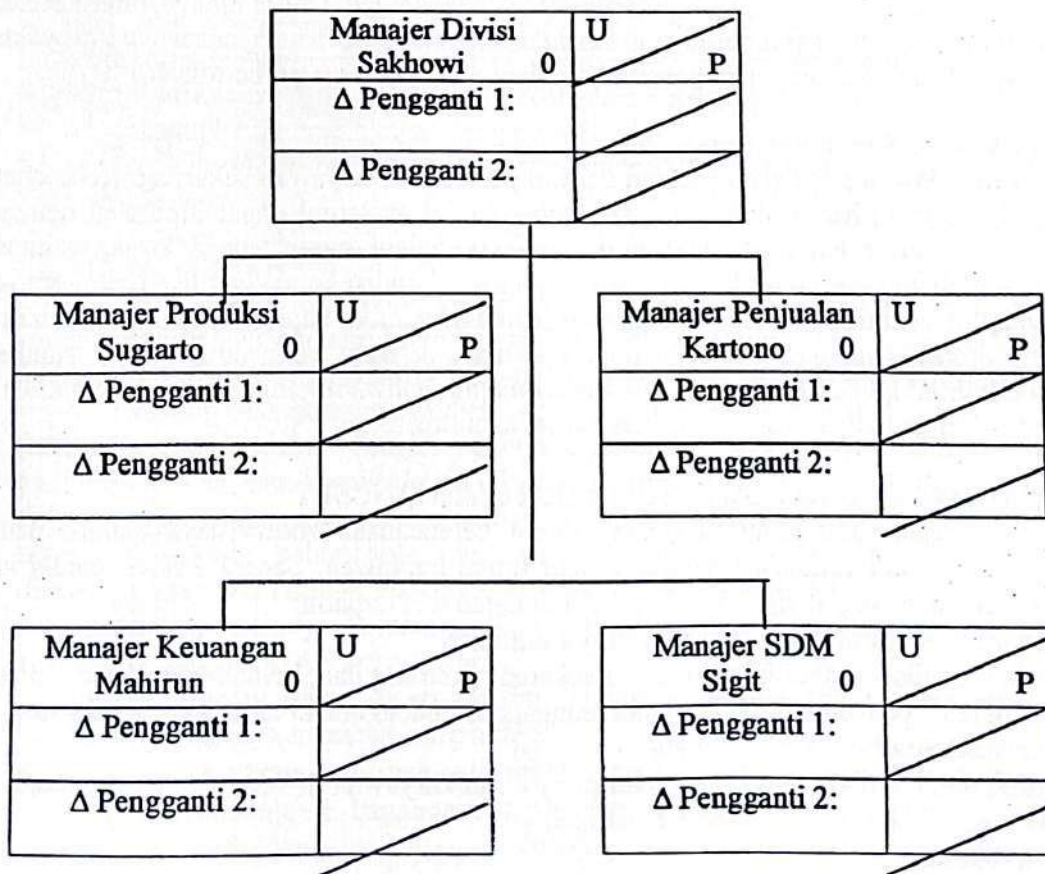 Manajer Divisi U
Sakhowi 0 P
Δ Pengganti 1:
Δ Pengganti 2:
Manajer Produksi U
Sugiarto 0 P
Δ Pengganti 1:
Δ Pengganti 2:
Manajer Penjualan U
Kartono 0 P
Δ Pengganti 1:
Δ Pengganti 2:
Manajer Keuangan U
Mahirun 0 P
Δ Pengganti 1:
Δ Pengganti 2:
Manajer SDM U
Sigit 0 P
Δ Pengganti 1:
Δ Pengganti 2: